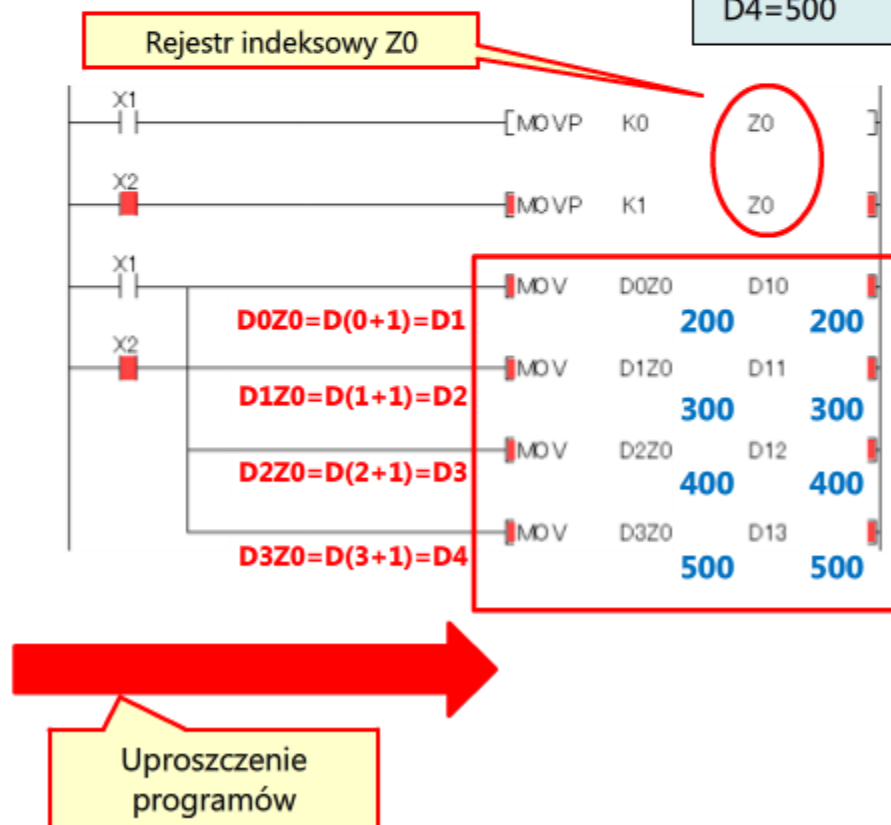 D4=500
Rejestr indeksowy Z0
X1
[MOVP K0 Z0 ]
X2
[MOVP K1 Z0 ]
X1
[MOV D0Z0 D10 ]
D0Z0=D(0+1)=D1 200 200
X2
[MOV D1Z0 D11 ]
D1Z0=D(1+1)=D2 300 300
[MOV D2Z0 D12 ]
D2Z0=D(2+1)=D3 400 400
[MOV D3Z0 D13 ]
D3Z0=D(3+1)=D4 500 500
Uproszczenie
programów